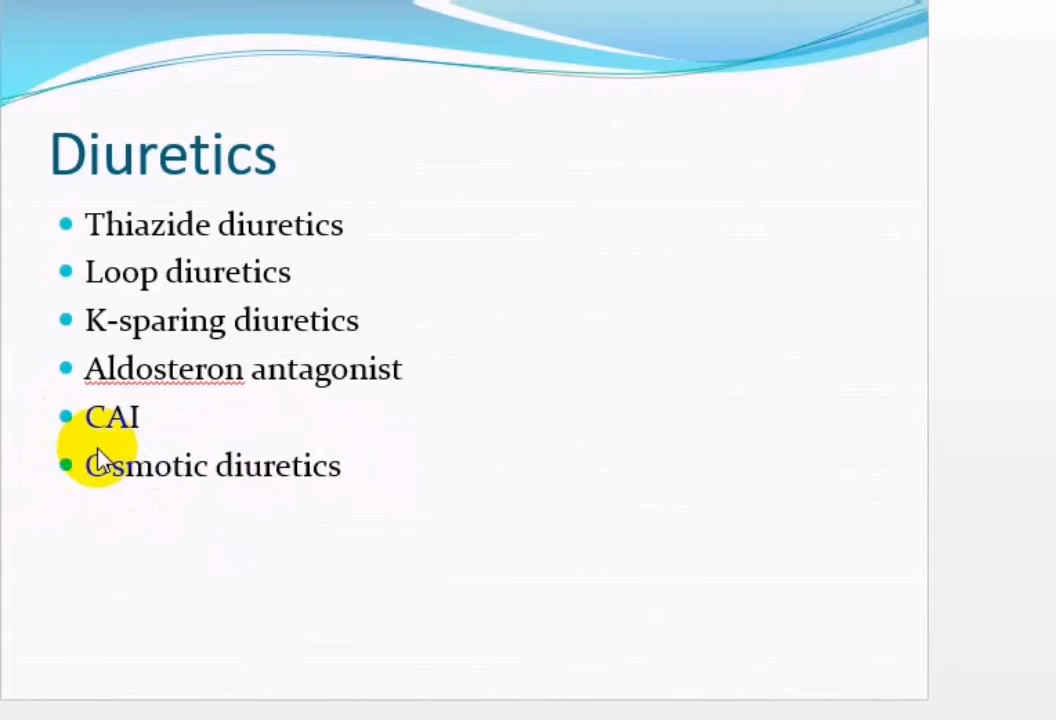 Diuretics
Thiazide diuretics
Loop diuretics
K-sparing diuretics
Aldosteron antagonist
CAI
Osmotic diuretics